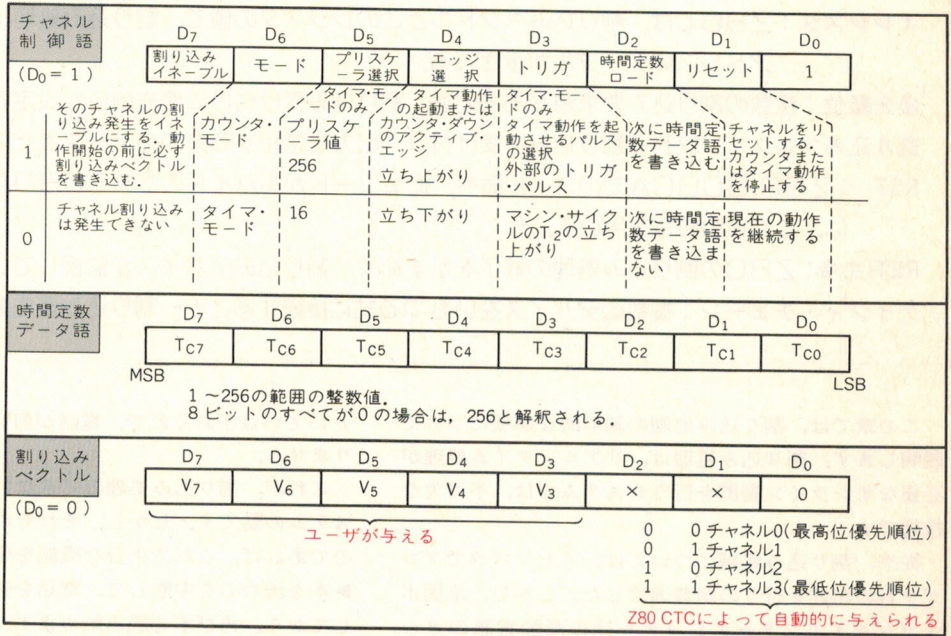 チャネル
制御語
(D₀ = 1)
D₇ D₆ D₅ D₄ D₃ D₂ D₁ D₀
割り込み
イネーブル
モード
プリスケ
ーラ選択
エッジ
選択
トリガ
時間定数
ロード
リセット
1
1
そのチャネルの割
り込み発生をイネ
ーブルにする.動
作開始の前に必ず
割り込みベクトル
を書き込む.
カウンタ・
モード
タイマ・モー
ドのみ
プリスケ
ーラ値
256
タイマ動作
の起動または
カウンタ・ダウン
のアクティブ・
エッジ
立ち上がり
タイマ・モード
のみ
タイマ動作を起
動させるパルス
の選択
外部のトリガ
・パルス
次に時間定
数データ語
を書き込む
チャネルをリ
セットする.
カウンタまた
はタイマ動作
を停止する
0
チャネル割り込み
は発生できない
タイマ・
モード
16
立ち下がり
マシン・サイク
ルのT₂の立ち
上がり
次に時間定
数データ語
を書き込ま
ない
現在の動作
を継続する
時間定数
データ語
D₇ D₆ D₅ D₄ D₃ D₂ D₁ D₀
TC7 TC6 TC5 TC4 TC3 TC2 TC1 TC0
MSB LSB
1~256の範囲の整数値.
8ビットのすべてが0の場合は,256と解釈される.
割り込み
ベクトル
(D₀ = 0)
D₇ D₆ D₅ D₄ D₃ D₂ D₁ D₀
V₇ V₆ V₅ V₄ V₃ × × 0
ユーザが与える
0 0 チャネル0(最高位優先順位)
0 1 チャネル1
1 0 チャネル2
1 1 チャネル3(最低位優先順位)
Z80 CTCによって自動的に与えられる